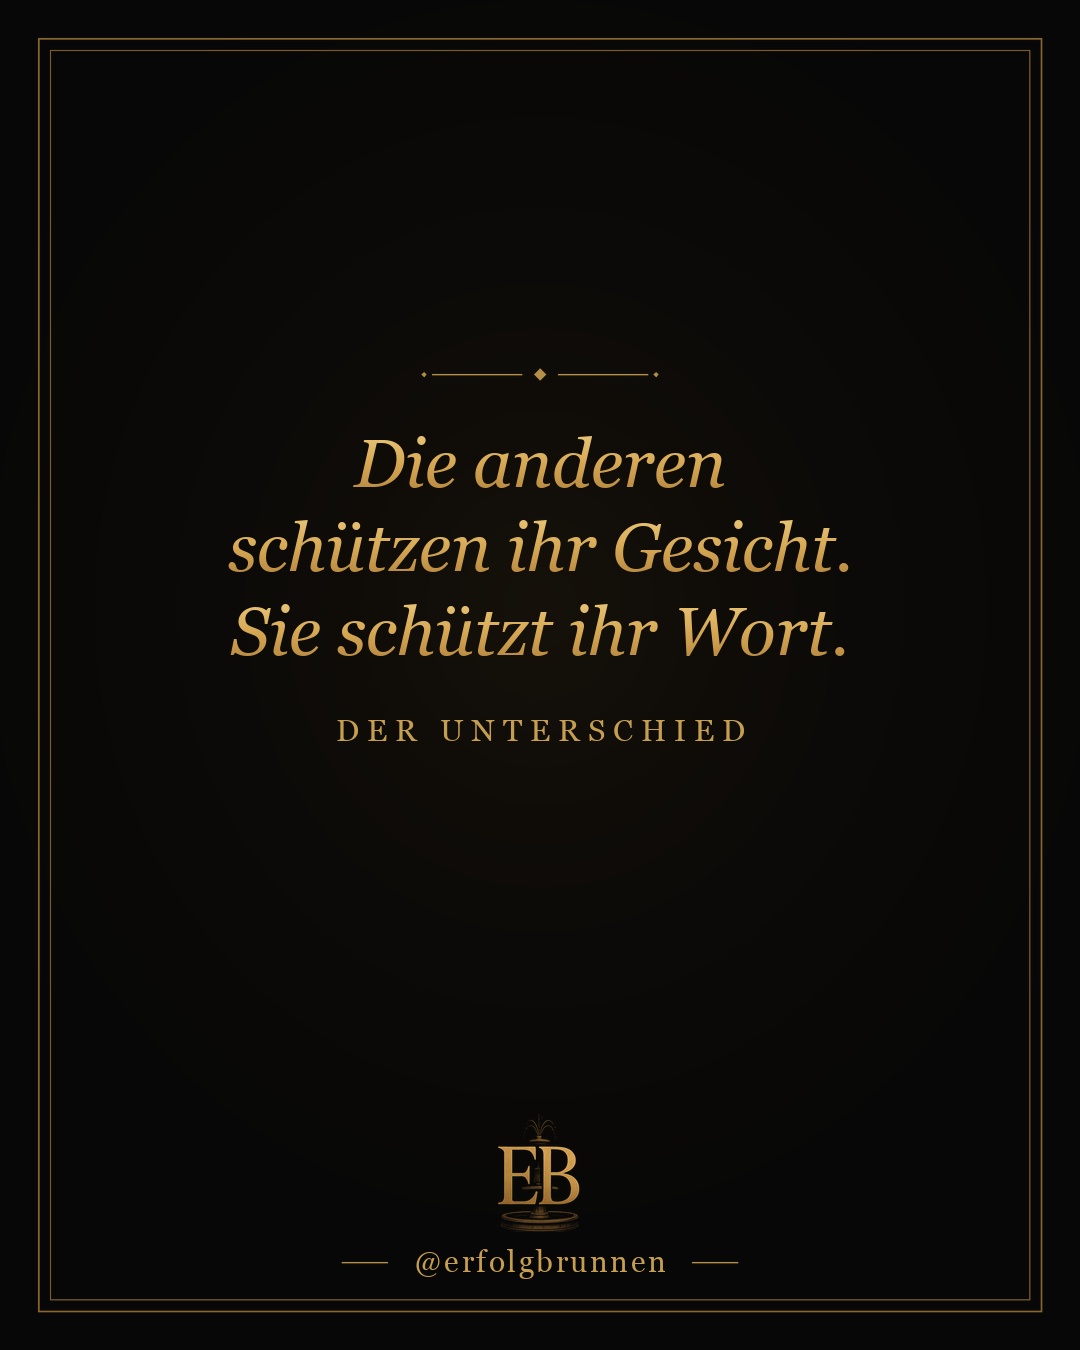 Die anderen
schützen ihr Gesicht.
Sie schützt ihr Wort.
DER UNTERSCHIED
EB
@erfolgbrunnen